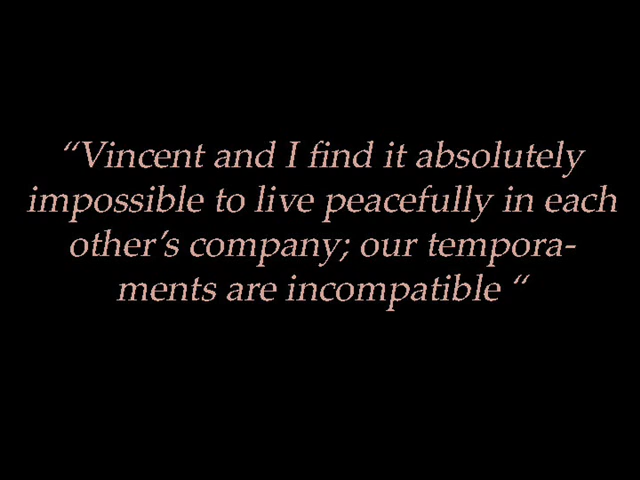 “Vincent and I find it absolutely
impossible to live peacefully in each
other’s company; our tempora-
ments are incompatible “